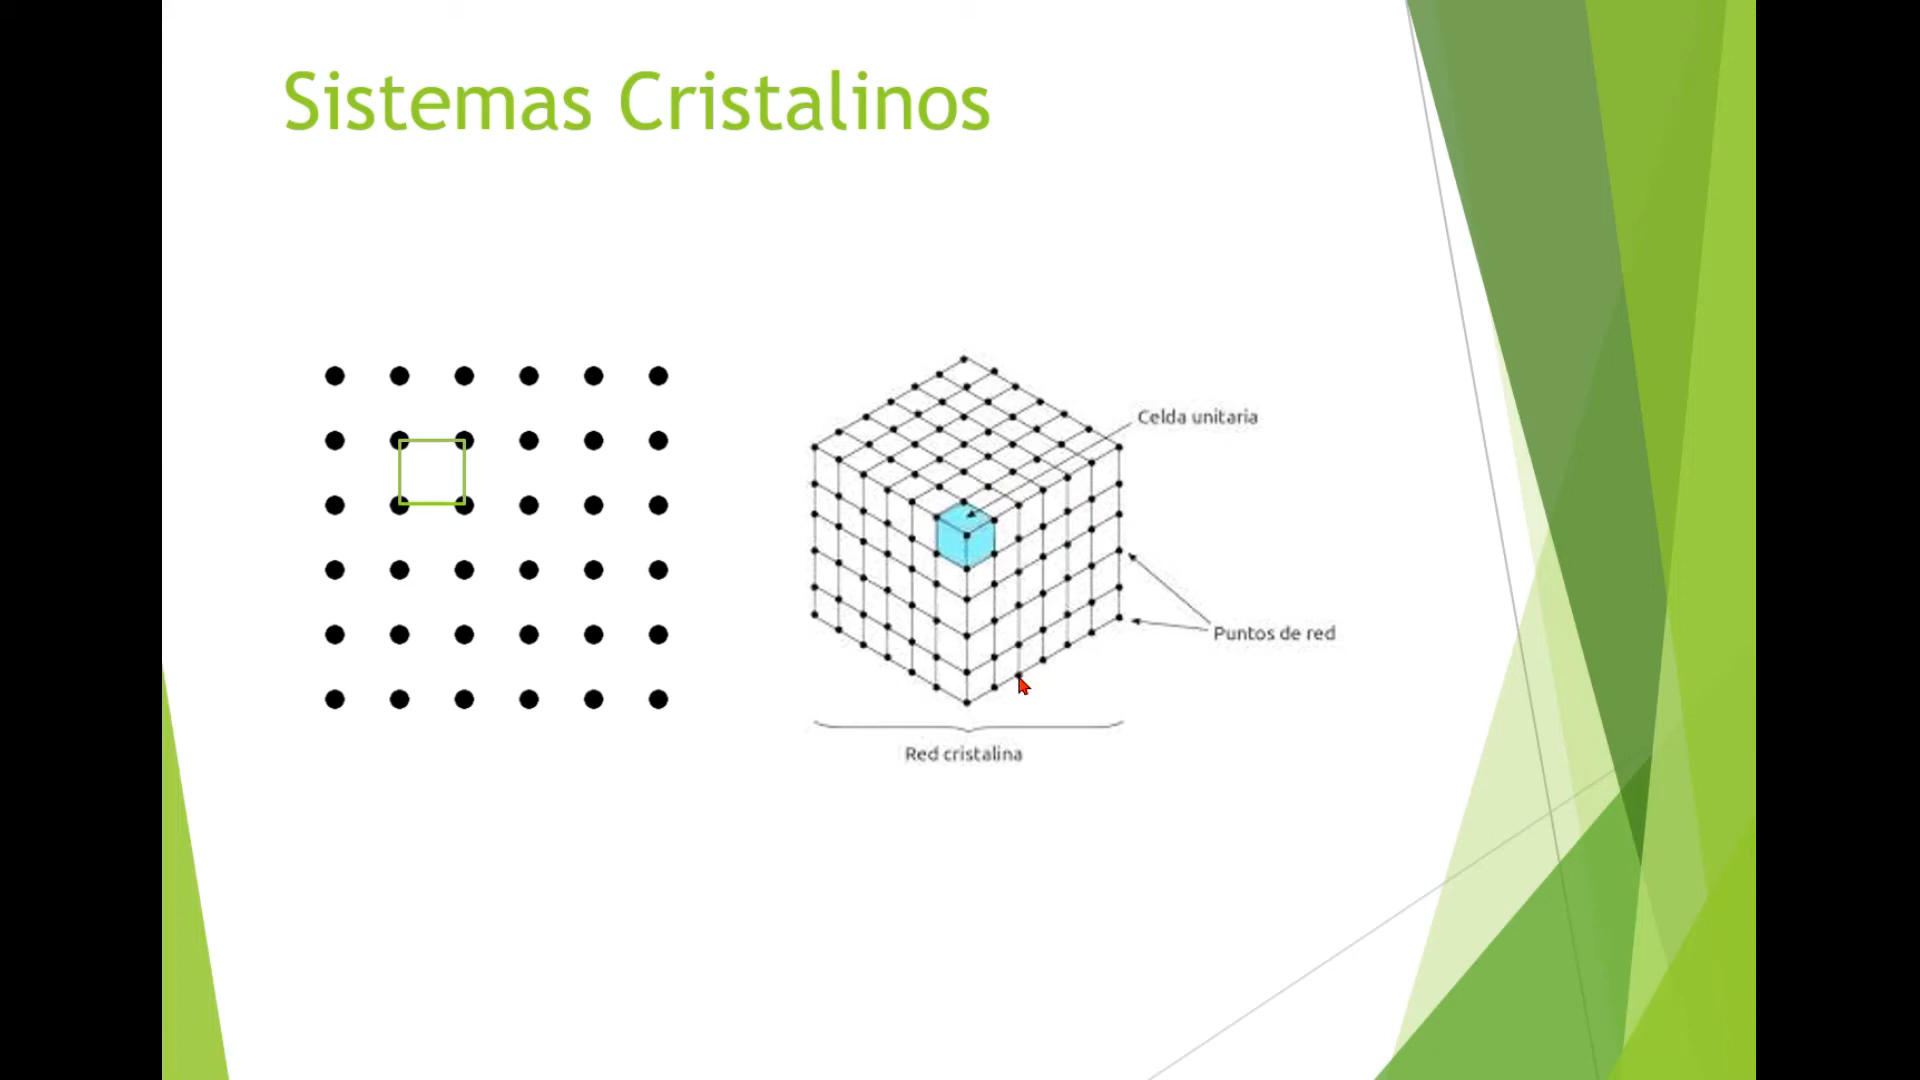 Sistemas Cristalinos
Celda unitaria
Puntos de red
Red cristalina